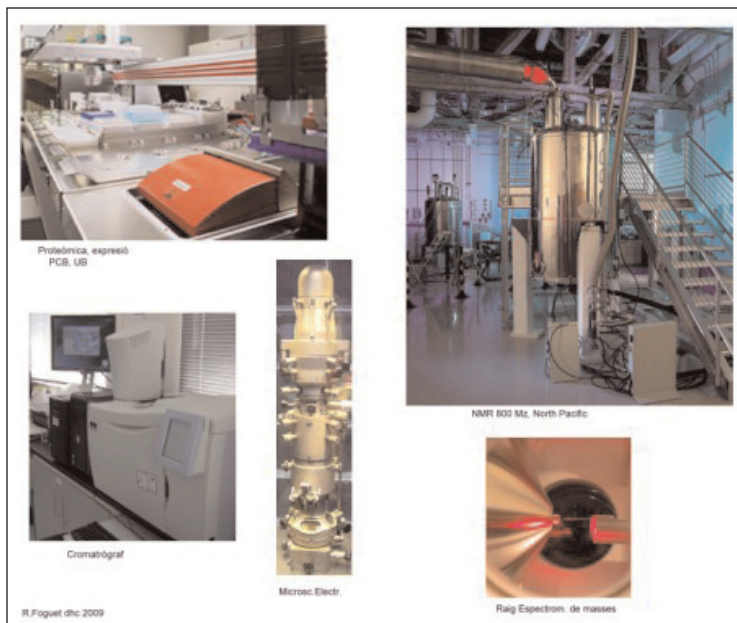 Proteòmica, expresió
PCB, UB
NMR 800 Mz, North Pacific
Cromatògraf
Microsc.Electr.
Raig Espectrom. de masses
R.Foguet dhc 2009